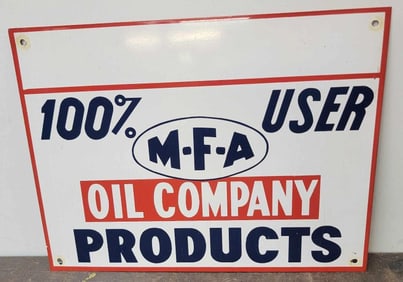 100% USER
M-F-A
OIL COMPANY
PRODUCTS